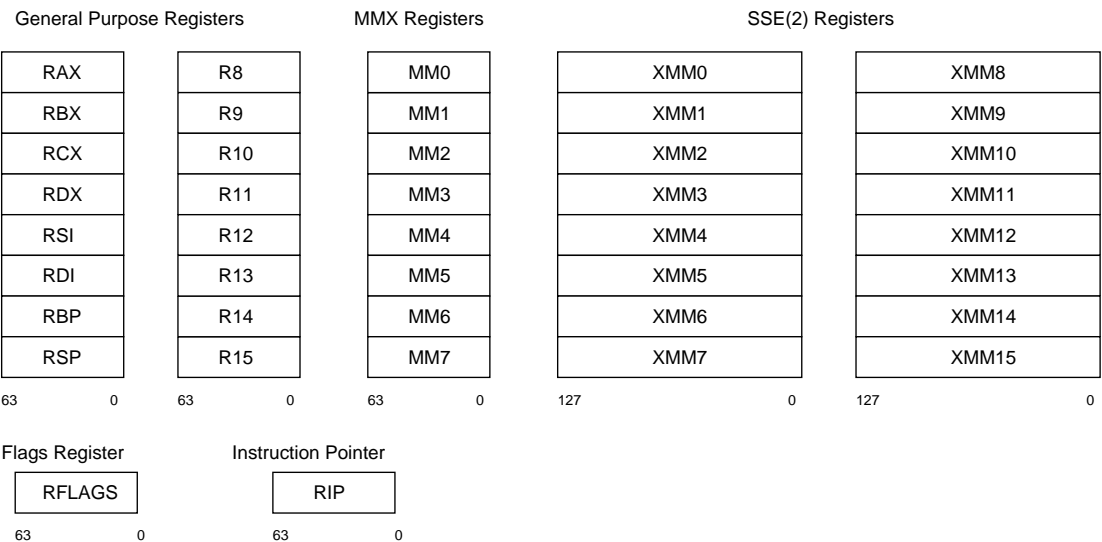 General Purpose Registers MMX Registers SSE(2) Registers
RAX R8 MM0 XMM0 XMM8
RBX R9 MM1 XMM1 XMM9
RCX R10 MM2 XMM2 XMM10
RDX R11 MM3 XMM3 XMM11
RSI R12 MM4 XMM4 XMM12
RDI R13 MM5 XMM5 XMM13
RBP R14 MM6 XMM6 XMM14
RSP R15 MM7 XMM7 XMM15
63 0 63 0 63 0 127 0 127 0
Flags Register Instruction Pointer
RFLAGS RIP
63 0 63 0